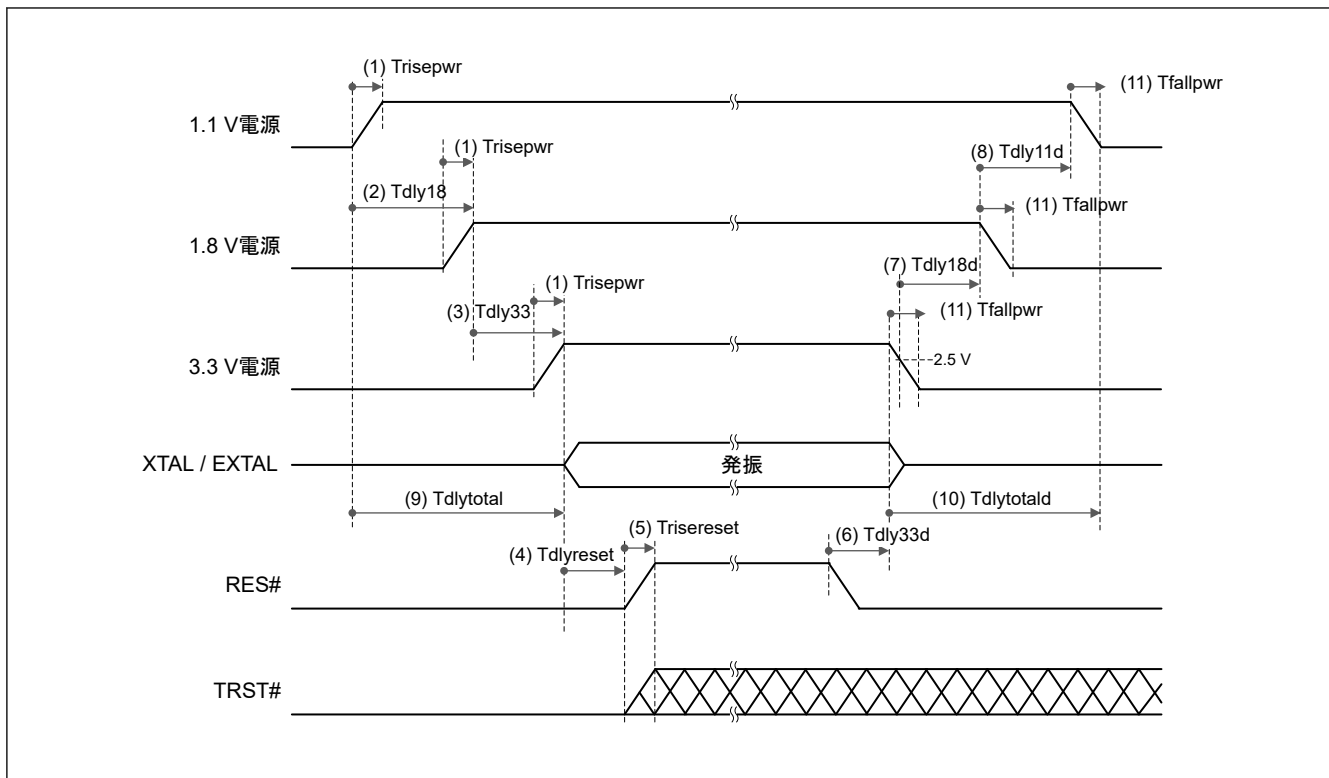 (1) Trisepwr
(11) Tfallpwr
1.1 V電源
(1) Trisepwr
(8) Tdly11d
(2) Tdly18
(11) Tfallpwr
1.8 V電源
(7) Tdly18d
(1) Trisepwr
(3) Tdly33
(11) Tfallpwr
3.3 V電源
2.5 V
XTAL / EXTAL
発振
(9) Tdlytotal
(10) Tdlytotald
(5) Trisereset
(4) Tdlyreset
(6) Tdly33d
RES#
TRST#